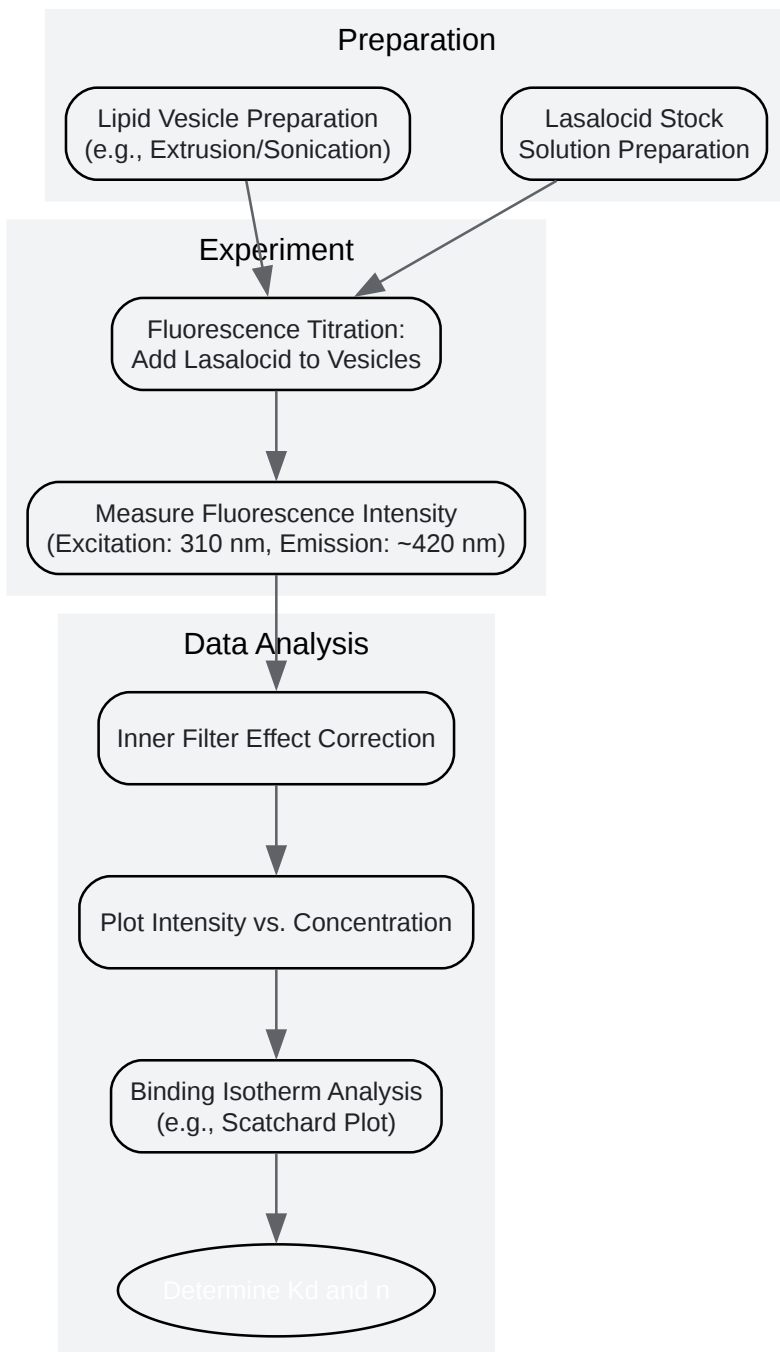 Preparation
Lipid Vesicle Preparation
(e.g., Extrusion/Sonication)
Lasalocid Stock
Solution Preparation
Experiment
Fluorescence Titration:
Add Lasalocid to Vesicles
Measure Fluorescence Intensity
(Excitation: 310 nm, Emission: ~420 nm)
Data Analysis
Inner Filter Effect Correction
Plot Intensity vs. Concentration
Binding Isotherm Analysis
(e.g., Scatchard Plot)
Determine Kd and n